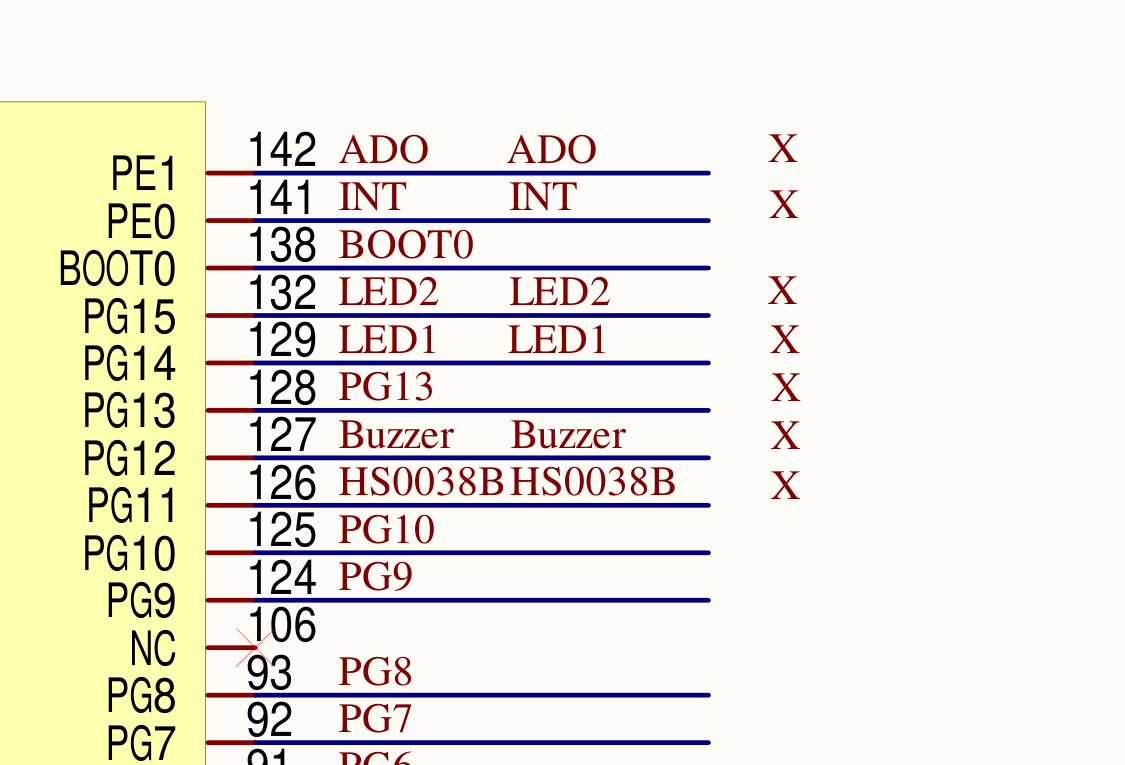 142 ADO ADO X
PE1
141 INT INT X
PE0
138 BOOT0
BOOT0
132 LED2 LED2 X
PG15
129 LED1 LED1 X
PG14
128 PG13 X
PG13
127 Buzzer Buzzer X
PG12
126 HS0038B HS0038B X
PG11
125 PG10
PG10
124 PG9
PG9
106
NC
93 PG8
PG8
92 PG7
PG7
91 PG6